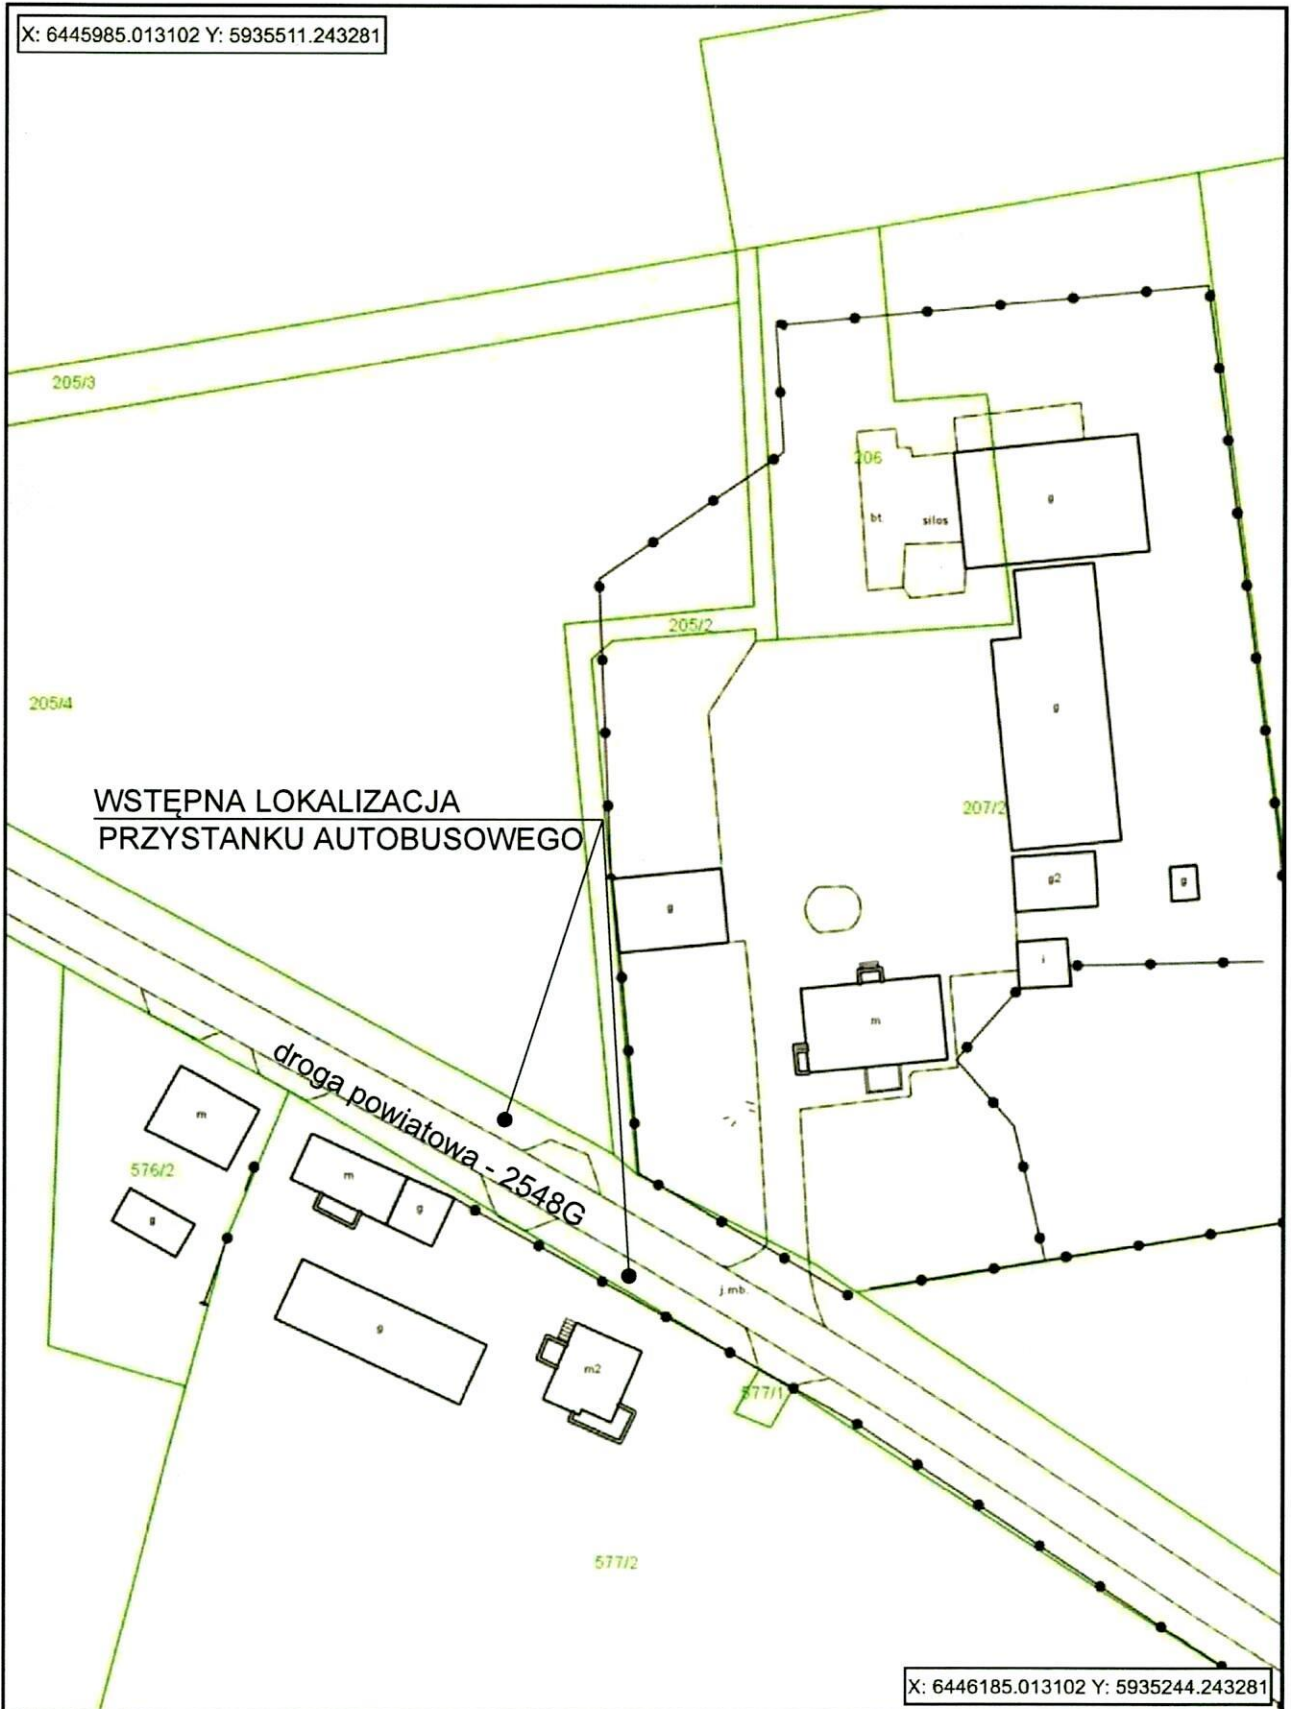 X: 6445985.013102 Y: 5935511.243281
205/3
206
bt
silos
g
205/2
205/4
g
207/2
WSTĘPNA LOKALIZACJA
PRZYSTANKU AUTOBUSOWEGO
g
g2
g
i
m
droga powiatowa - 2548G
m
576/2
m
g
g
g
j.mb.
m2
577/1
577/2
X: 6446185.013102 Y: 5935244.243281